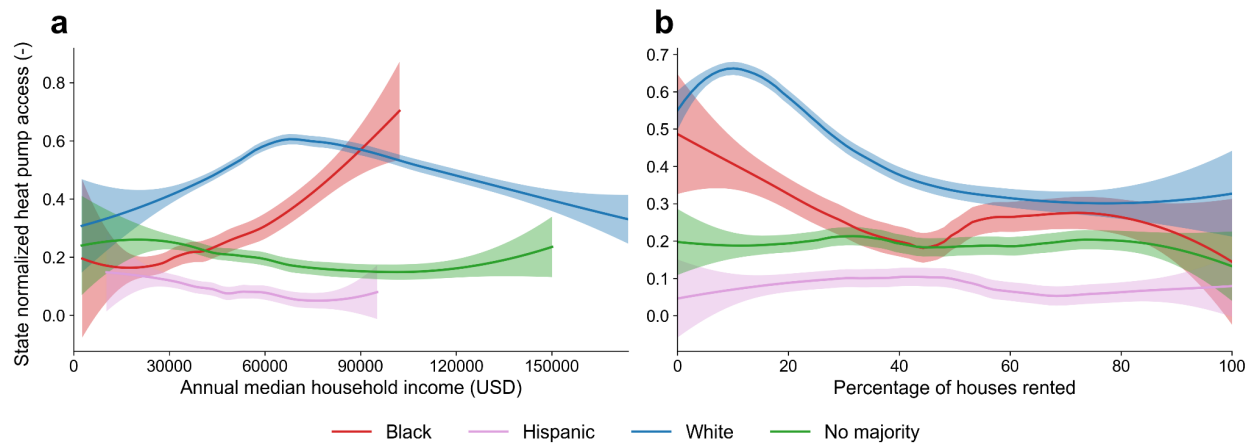 a
b
State normalized heat pump access (-)
0.8
0.6
0.4
0.2
0.0
0
30000
60000
90000
120000
150000
Annual median household income (USD)
0.7
0.6
0.5
0.4
0.3
0.2
0.1
0.0
0
20
40
60
80
100
Percentage of houses rented
Black
Hispanic
White
No majority